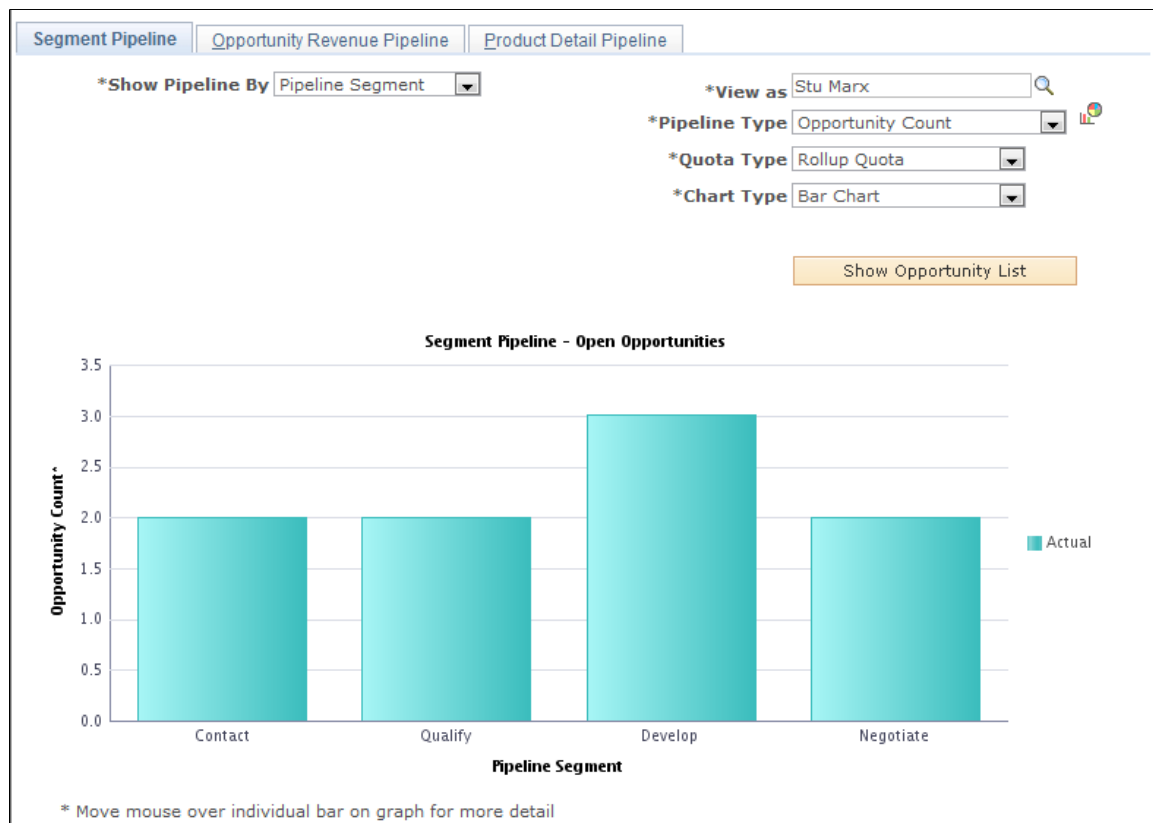 Segment Pipeline
Opportunity Revenue Pipeline
Product Detail Pipeline
*Show Pipeline By Pipeline Segment
*View as Stu Marx
*Pipeline Type Opportunity Count
*Quota Type Rollup Quota
*Chart Type Bar Chart
Show Opportunity List
Segment Pipeline - Open Opportunities
Opportunity Count*
3.5
3.0
2.5
2.0
1.5
1.0
0.5
0.0
Contact
Qualify
Develop
Negotiate
Pipeline Segment
Actual
* Move mouse over individual bar on graph for more detail